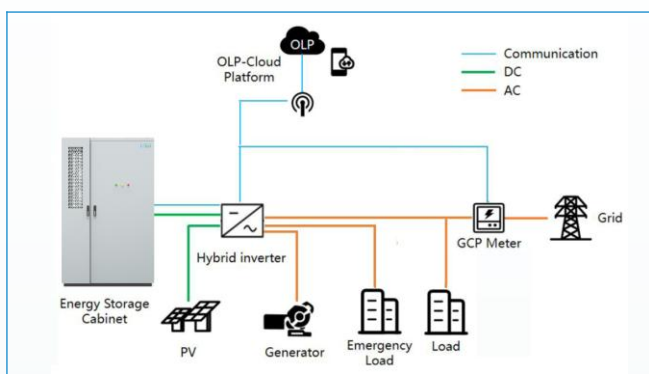 OLP
OLP-Cloud
Platform
Communication
DC
AC
Hybrid inverter
GCP Meter
Grid
Energy Storage
Cabinet
PV
Generator
Emergency
Load
Load